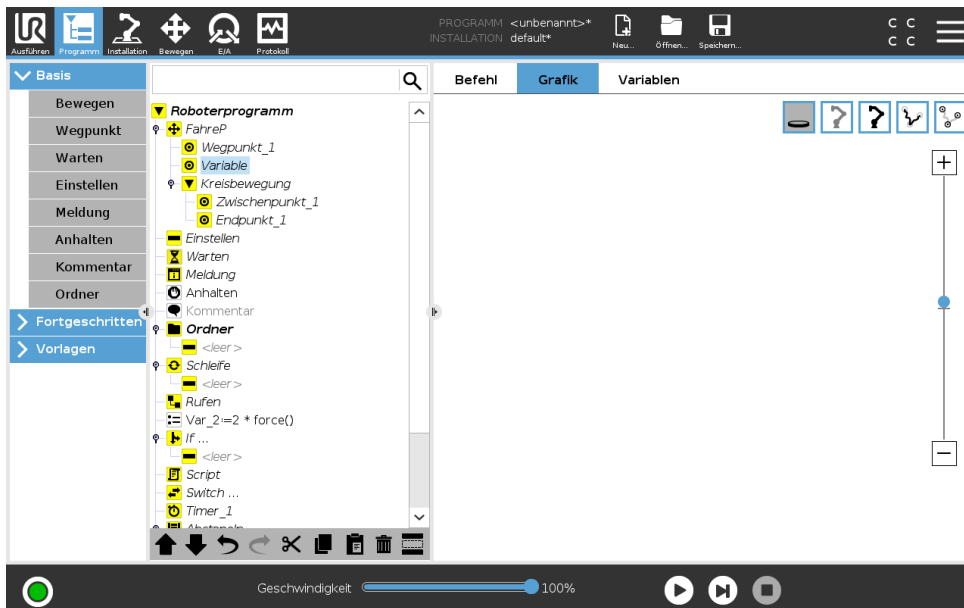 PROGRAMM <unbenannt>*
INSTALLATION default*
Ausführen Programm Installation Bewegen E/A Protokoll Neu... Öffnen... Speichern...
C C
C C
Basis
Bewegen
Wegpunkt
Warten
Einstellen
Meldung
Anhalten
Kommentar
Ordner
Fortgeschritten
Vorlagen
Roboterprogramm
FahreP
Wegpunkt_1
Variable
Kreisbewegung
Zwischenpunkt_1
Endpunkt_1
Einstellen
Warten
Meldung
Anhalten
Kommentar
Ordner
<leer>
Schleife
<leer>
Rufen
Var_2:=2 * force()
If ...
<leer>
Script
Switch ...
Timer_1
Befehl Grafik Variablen
Geschwindigkeit 100%